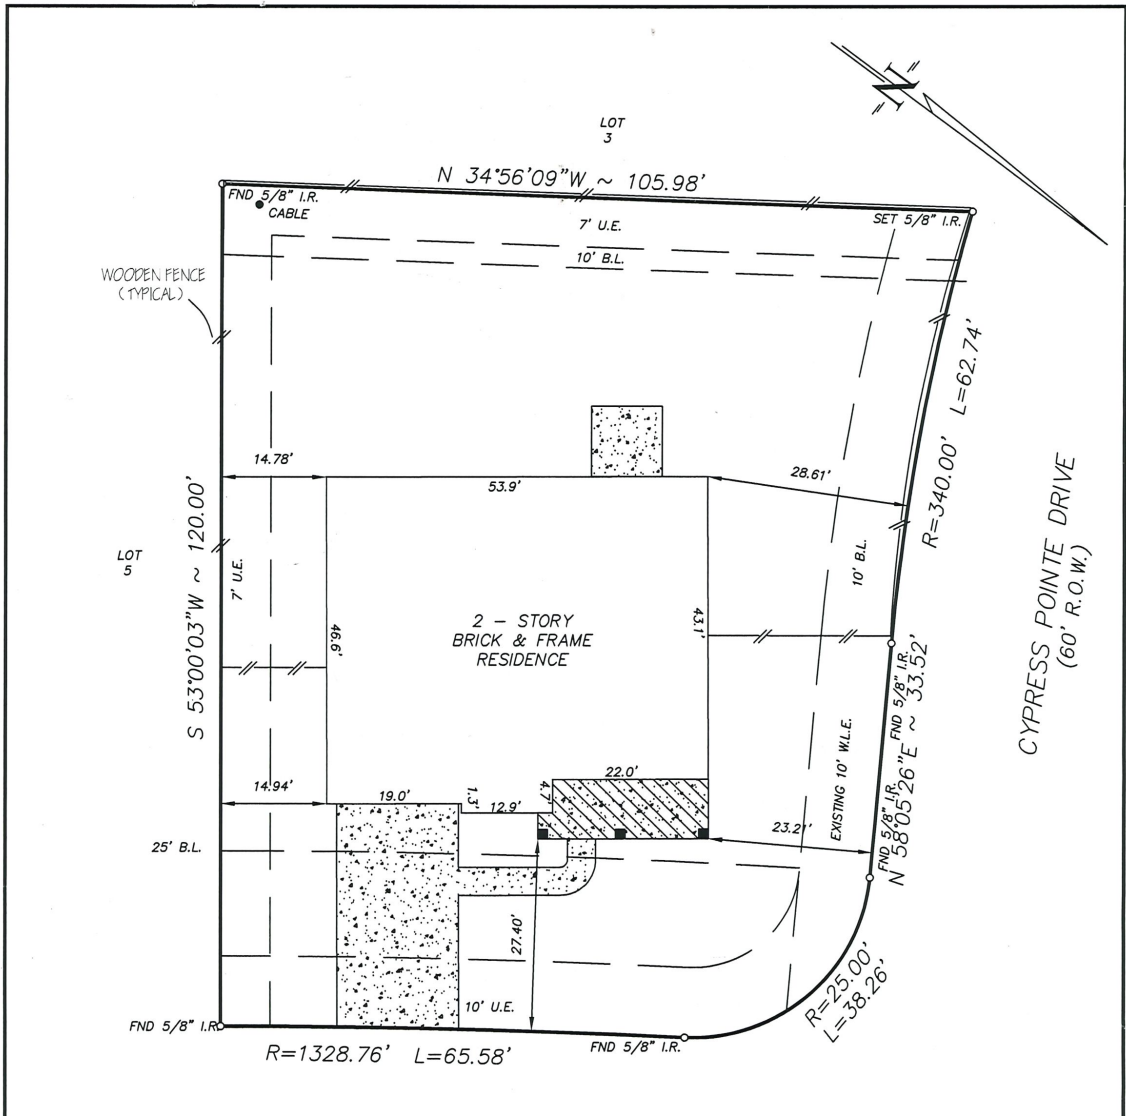 "N"
LOT
3
N 34°56'09"W ~ 105.98'
FND 5/8" I.R.
CABLE
SET 5/8" I.R.
7' U.E.
10' B.L.
WOODEN FENCE
(TYPICAL)
R=340.00' L=62.74'
14.78'
53.9'
28.61'
CYPRESS POINTE DRIVE
(60' R.O.W.)
LOT
5
S 53°00'03"W ~ 120.00'
7' U.E.
10' B.L.
46.6'
2 - STORY
BRICK & FRAME
RESIDENCE
43.1'
FND 5/8" I.R.
N 58°05'26"E ~ 33.52'
EXISTING 10' W.L.E.
14.94'
19.0'
1.3'
12.9'
4.7'
22.0'
23.21'
FND 5/8" I.R.
25' B.L.
27.40'
10' U.E.
R=25.00'
L=38.26'
FND 5/8" I.R.
R=1328.76' L=65.58'
FND 5/8" I.R.